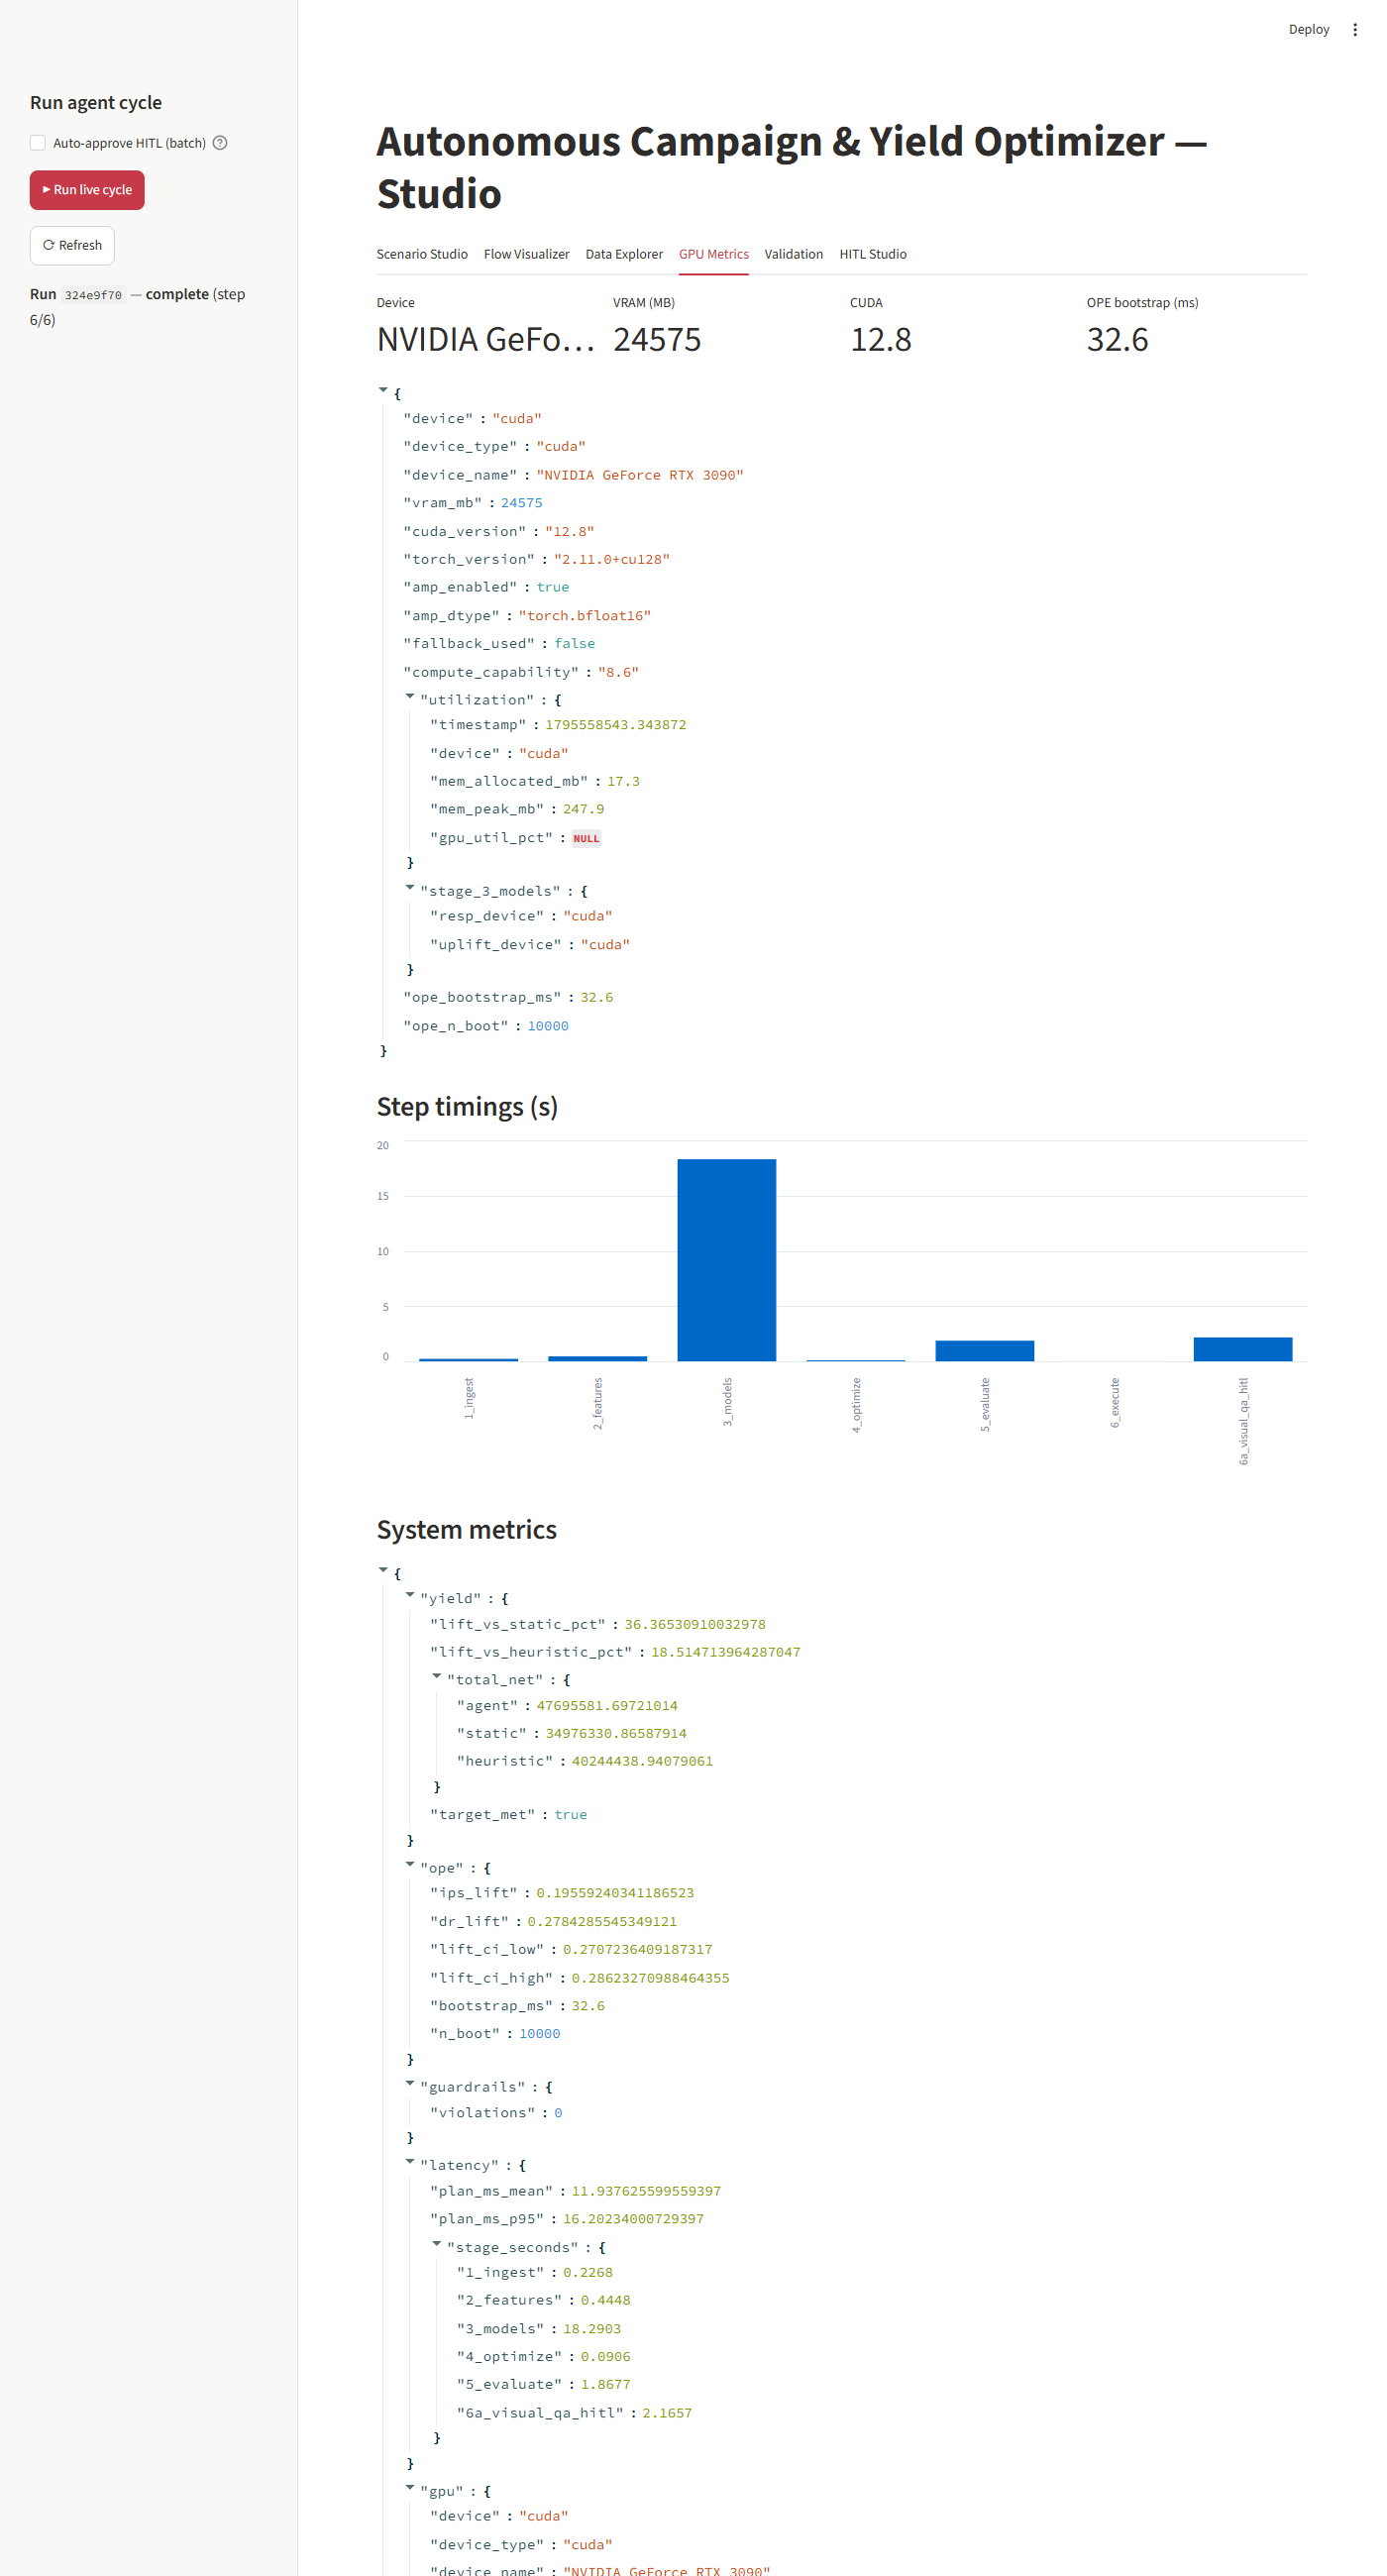 Deploy
Run agent cycle
Auto-approve HITL (batch)
Run live cycle
Refresh
Run 324e9f70 — complete (step
6/6)
Autonomous Campaign & Yield Optimizer —
Studio
Scenario Studio Flow Visualizer Data Explorer GPU Metrics Validation HITL Studio
Device VRAM (MB) CUDA OPE bootstrap (ms)
NVIDIA GeFo… 24575 12.8 32.6
{
"device" : "cuda"
"device_type" : "cuda"
"device_name" : "NVIDIA GeForce RTX 3090"
"vram_mb" : 24575
"cuda_version" : "12.8"
"torch_version" : "2.11.0+cu128"
"amp_enabled" : true
"amp_dtype" : "torch.bfloat16"
"fallback_used" : false
"compute_capability" : "8.6"
"utilization" : {
"timestamp" : 1795558543.343872
"device" : "cuda"
"mem_allocated_mb" : 17.3
"mem_peak_mb" : 247.9
"gpu_util_pct" : NULL
}
"stage_3_models" : {
"resp_device" : "cuda"
"uplift_device" : "cuda"
}
"ope_bootstrap_ms" : 32.6
"ope_n_boot" : 10000
}
Step timings (s)
20
15
10
5
0
1_ingest
2_features
3_models
4_optimize
5_evaluate
6_execute
6a_visual_qa_hitl
System metrics
{
"yield" : {
"lift_vs_static_pct" : 36.36530910032978
"lift_vs_heuristic_pct" : 18.514713964287047
"total_net" : {
"agent" : 47695581.69721014
"static" : 34976330.86587914
"heuristic" : 40244438.94079061
}
"target_met" : true
}
"ope" : {
"ips_lift" : 0.19559240341186523
"dr_lift" : 0.2784285545349121
"lift_ci_low" : 0.2707236409187317
"lift_ci_high" : 0.28623270988464355
"bootstrap_ms" : 32.6
"n_boot" : 10000
}
"guardrails" : {
"violations" : 0
}
"latency" : {
"plan_ms_mean" : 11.937625599559397
"plan_ms_p95" : 16.20234000729397
"stage_seconds" : {
"1_ingest" : 0.2268
"2_features" : 0.4448
"3_models" : 18.2903
"4_optimize" : 0.0906
"5_evaluate" : 1.8677
"6a_visual_qa_hitl" : 2.1657
}
}
"gpu" : {
"device" : "cuda"
"device_type" : "cuda"
"device_name" : "NVIDIA GeForce RTX 3090"